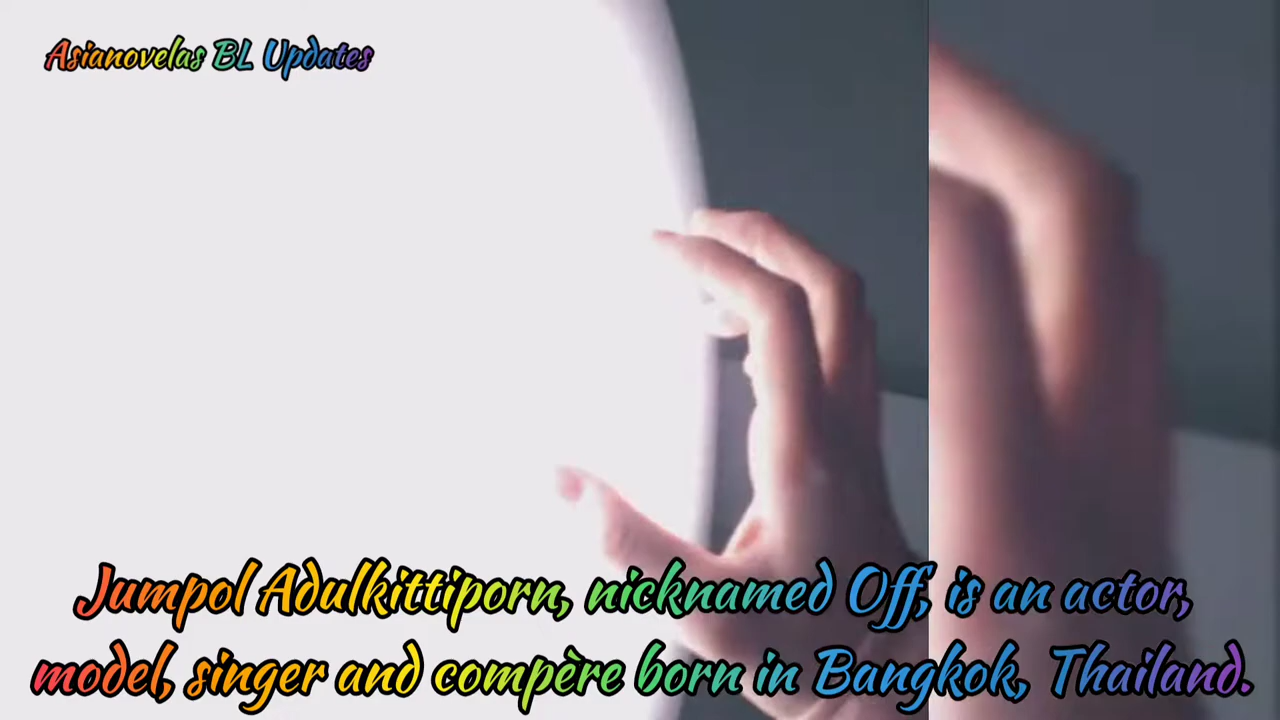 Asianovelas BL Updates
Jumpol Adulkittiporn, nicknamed Off, is an actor,
model, singer and compère born in Bangkok, Thailand.